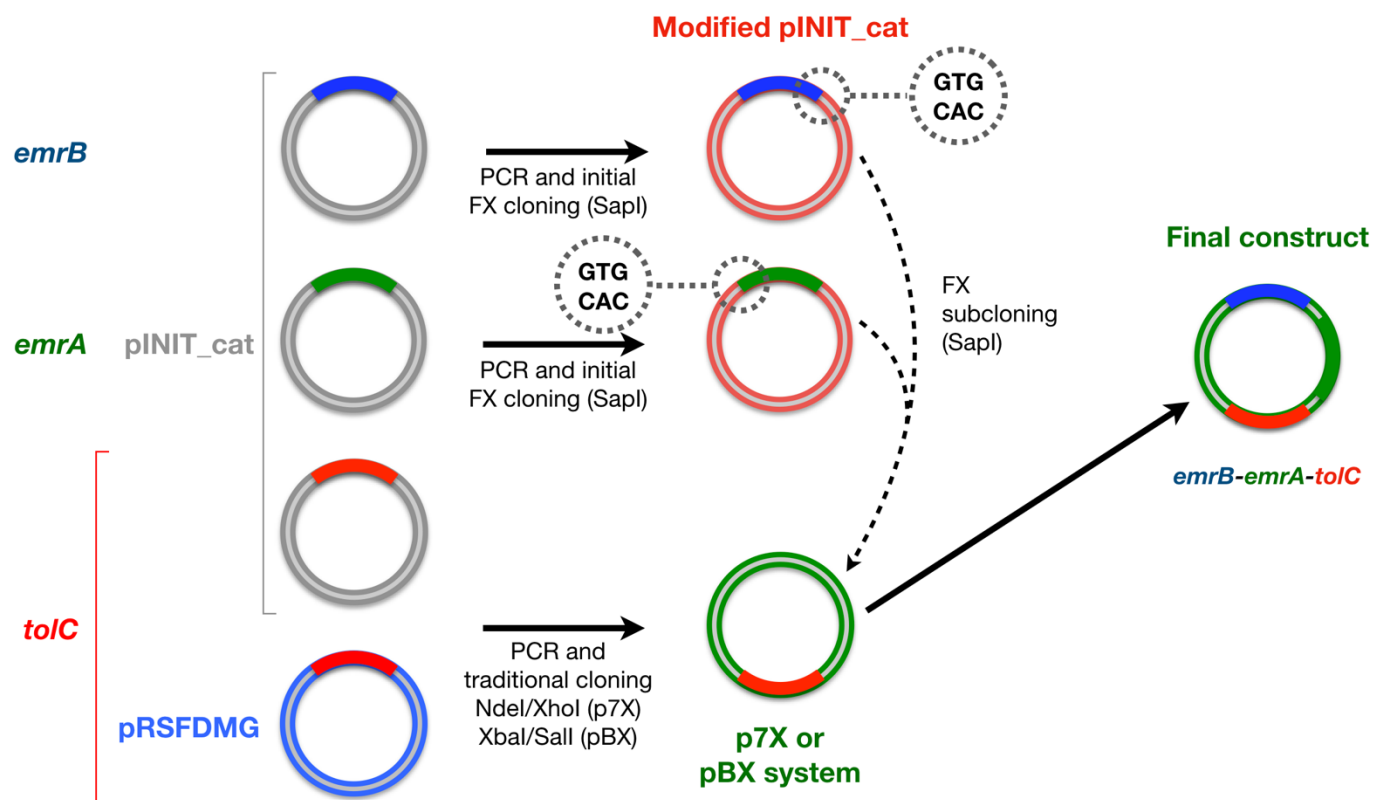 Modified pINIT_cat
GTG
CAC
emrB
PCR and initial
FX cloning (SapI)
Final construct
GTG
CAC
FX
subcloning
(SapI)
emrA
pINIT_cat
PCR and initial
FX cloning (SapI)
emrB-emrA-tolC
tolC
PCR and
traditional cloning
NdeI/XhoI (p7X)
XbaI/SalI (pBX)
pRSFDMG
p7X or
pBX system